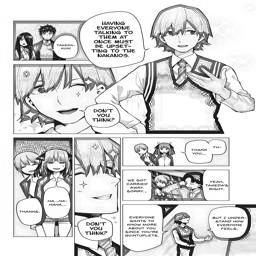 TAKEDA-
KUN!
HAVING
EVERYONE
TALKING TO
THEM AT
ONCE MUST
BE UPSET-
TING TO THE
NAKANOS.
DON'T
YOU
THINK?
TH-
THANK
YOU...
WE GOT
CARRIED
AWAY.
SORRY...
YEAH,
TAKEDA'S
RIGHT.
THANKS.
HA...HA-
HAHA.
DON'T
YOU
THINK?
EVERYONE
WANTS TO
KNOW MORE
ABOUT YOU
SINCE YOU'RE
QUINTUPLETS.
BUT I UNDER-
STAND HOW
EVERYONE
FEELS.